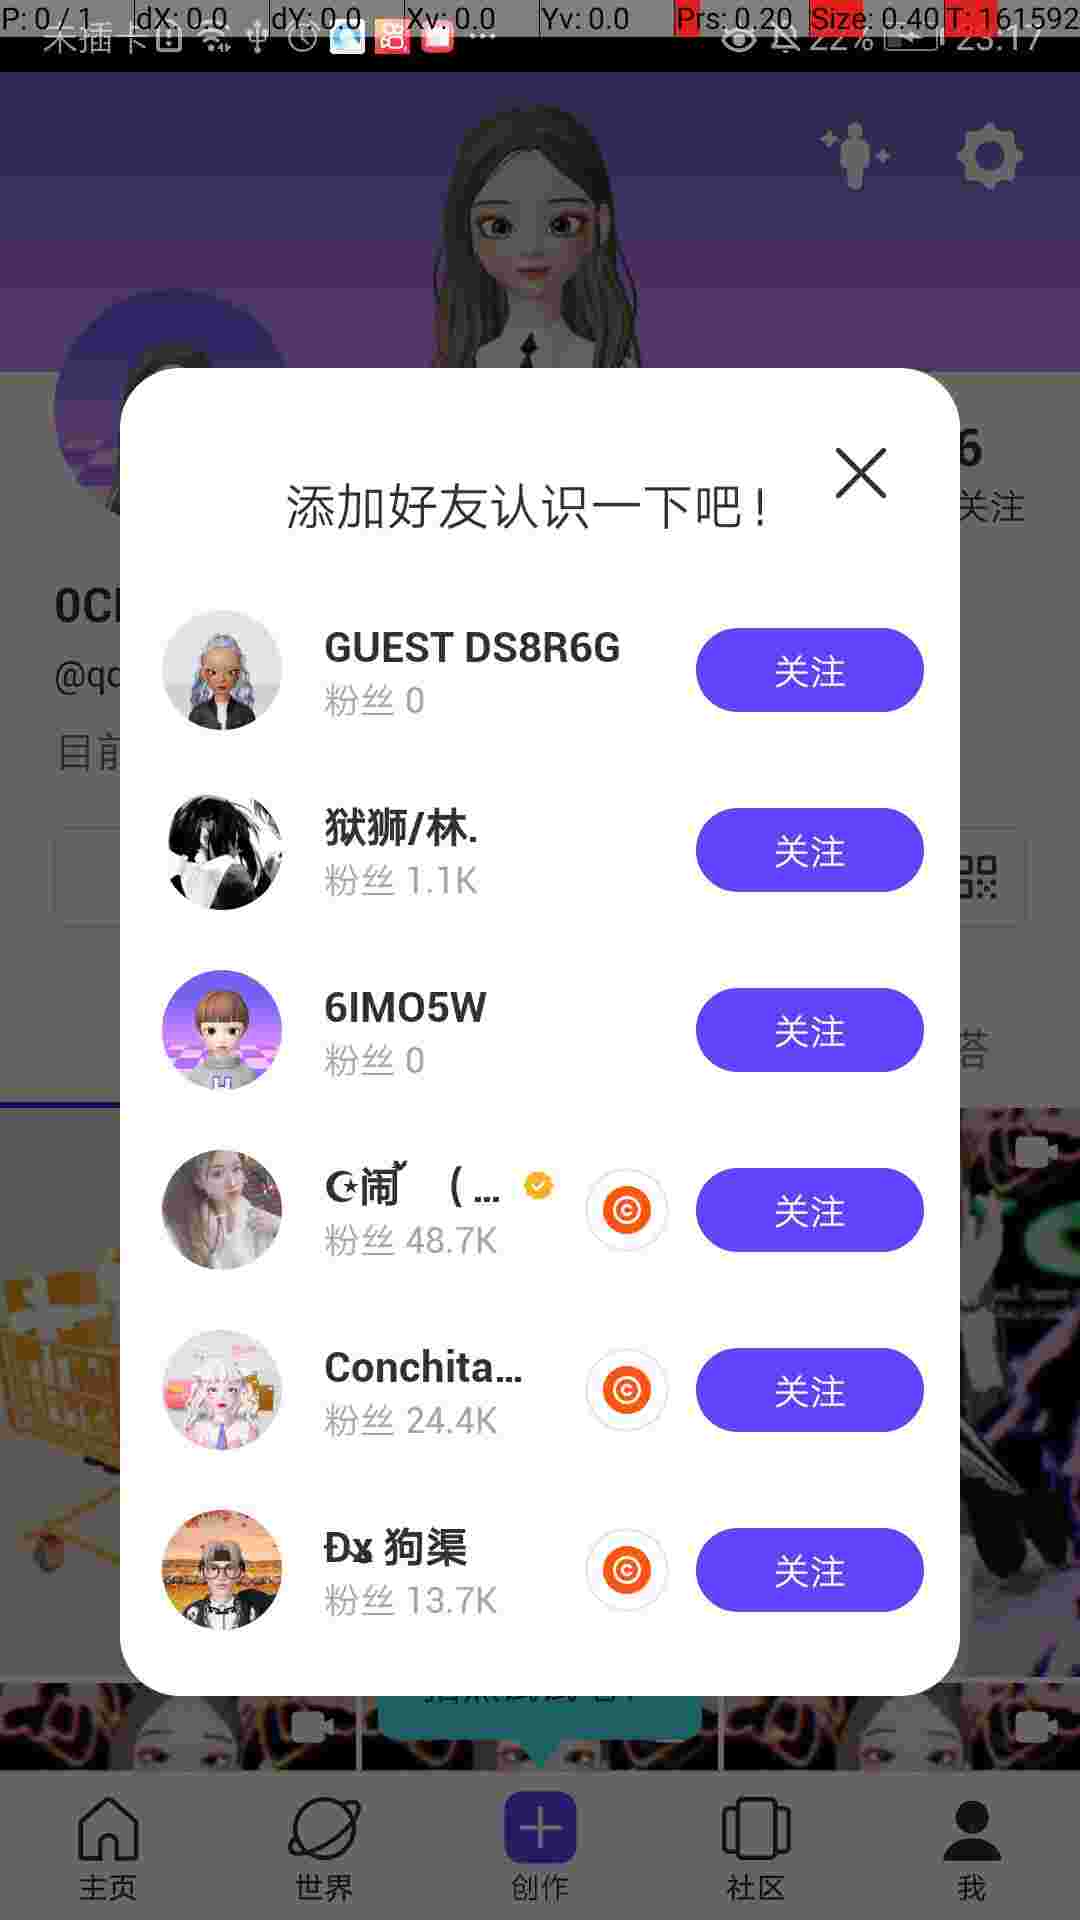 P: 0 / 1 dX: 0.0 dY: 0.0 Xv: 0.0 Yv: 0.0 Prs: 0.20 Size: 0.40 T: 161592
未插卡 22% 23:17
6
关注
添加好友认识一下吧！
@qc
目前
GUEST DS8R6G
粉丝 0
关注
狱狮/林.
粉丝 1.1K
关注
6IMO5W
粉丝 0
关注
答
☪闹 ( ...
粉丝 48.7K
关注
Conchita...
粉丝 24.4K
关注
狗渠
粉丝 13.7K
关注
主页 世界 创作 社区 我